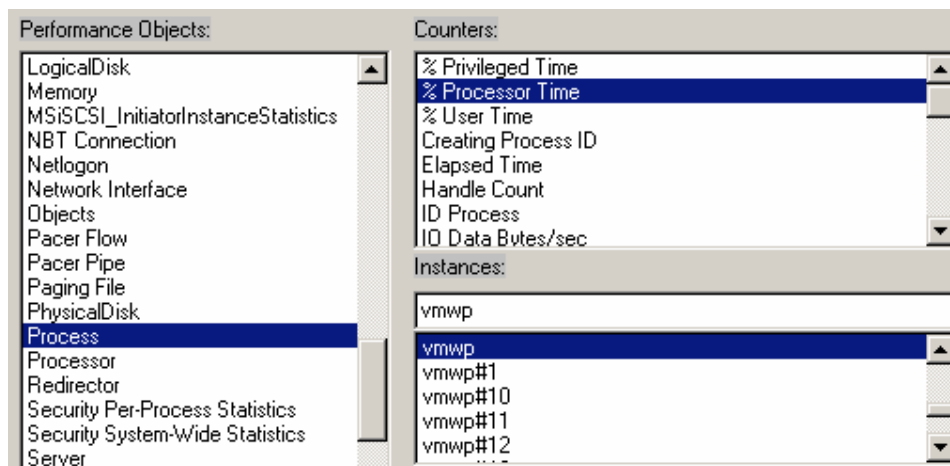 Performance Objects:
LogicalDisk
Memory
MSiSCSI_InitiatorInstanceStatistics
NBT Connection
Netlogon
Network Interface
Objects
Pacer Flow
Pacer Pipe
Paging File
PhysicalDisk
Process
Processor
Redirector
Security Per-Process Statistics
Security System-Wide Statistics
Server
Counters:
% Privileged Time
% Processor Time
% User Time
Creating Process ID
Elapsed Time
Handle Count
ID Process
IO Data Bytes/sec
Instances:
vmwp
vmwp
vmwp#1
vmwp#10
vmwp#11
vmwp#12